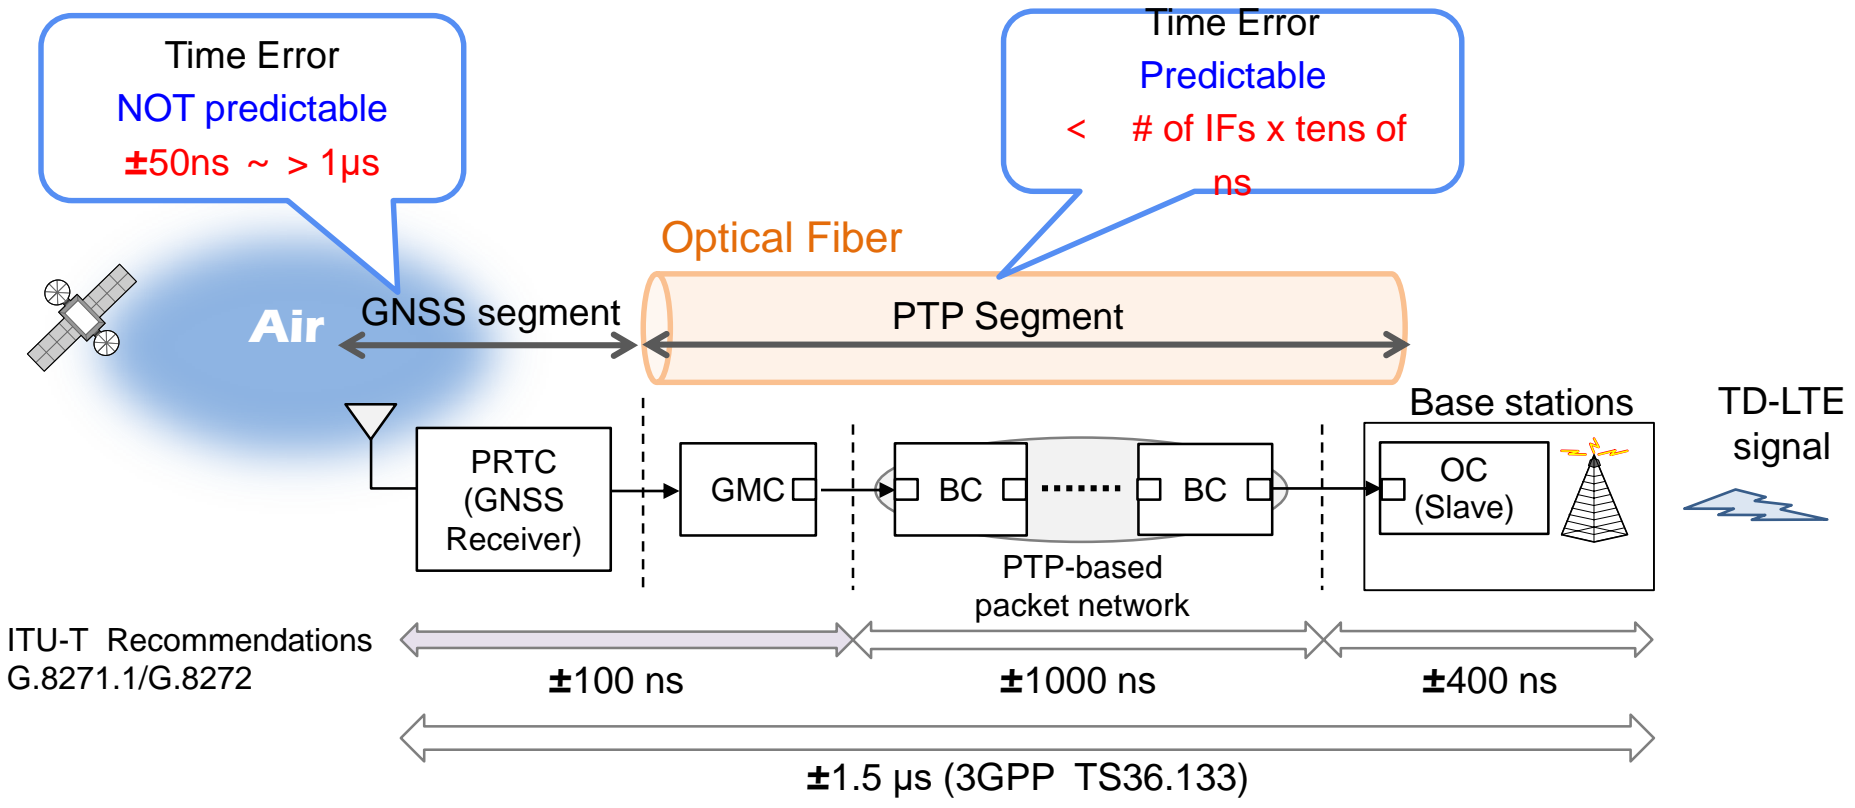 Time Error
NOT predictable
±50ns ~ > 1μs
Time Error
Predictable
< # of IFs x tens of
ns
Optical Fiber
Air
GNSS segment
PTP Segment
Base stations
TD-LTE
signal
PRTC
(GNSS
Receiver)
GMC
BC
BC
OC
(Slave)
PTP-based
packet network
ITU-T Recommendations
G.8271.1/G.8272
±100 ns
±1000 ns
±400 ns
±1.5 μs (3GPP TS36.133)